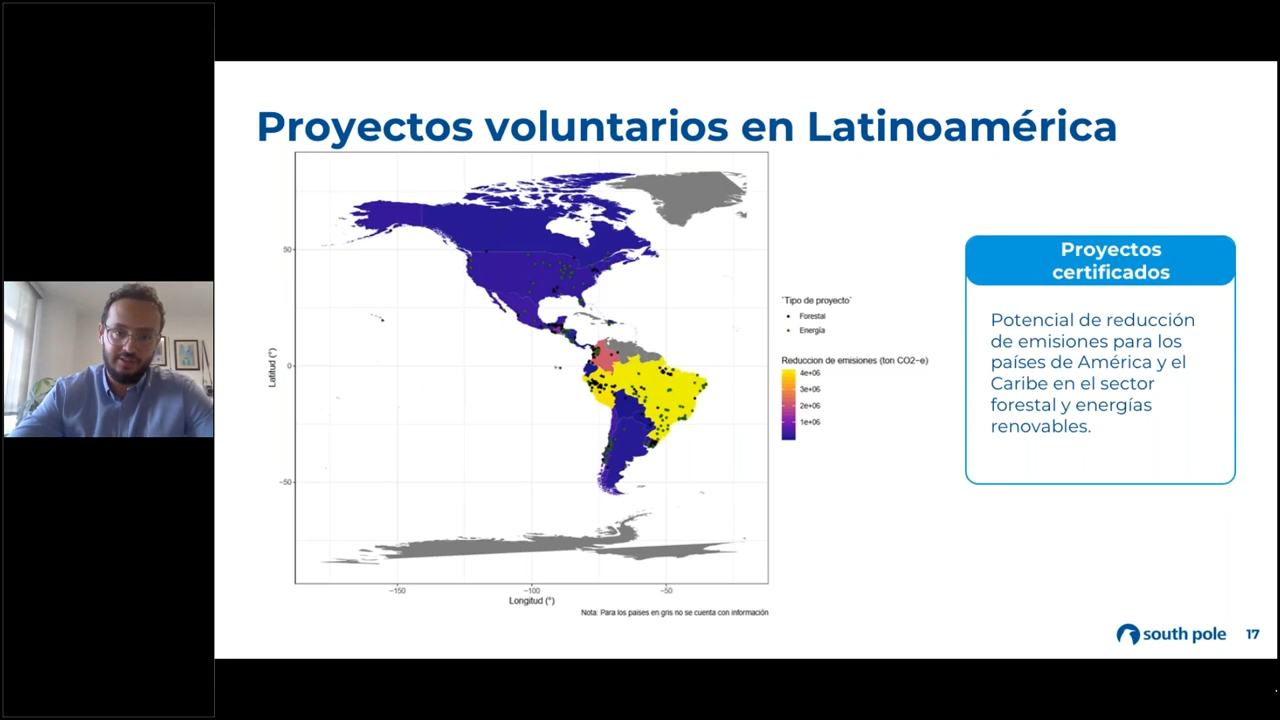 Proyectos voluntarios en Latinoamérica
50
0
−50
Latitud (°)
−150
−100
−50
Longitud (°)
Nota: Para los paises en gris no se cuenta con información
`Tipo de proyecto`
Forestal
Energía
Reduccion de emisiones (ton CO2−e)
4e+06
3e+06
2e+06
1e+06
Proyectos
certificados
Potencial de reducción
de emisiones para los
países de América y el
Caribe en el sector
forestal y energías
renovables.
south pole
17